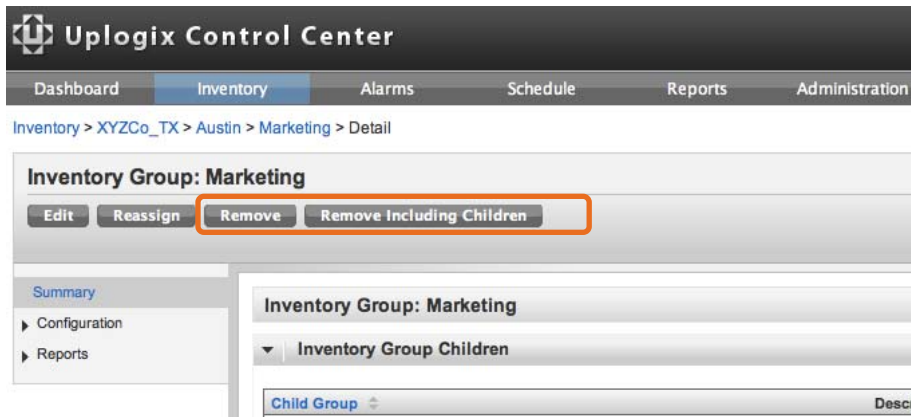 Uplogix Control Center
Dashboard Inventory Alarms Schedule Reports Administration
Inventory > XYZCo_TX > Austin > Marketing > Detail
Inventory Group: Marketing
Edit Reassign Remove Remove Including Children
Summary
Configuration
Reports
Inventory Group: Marketing
Inventory Group Children
Child Group